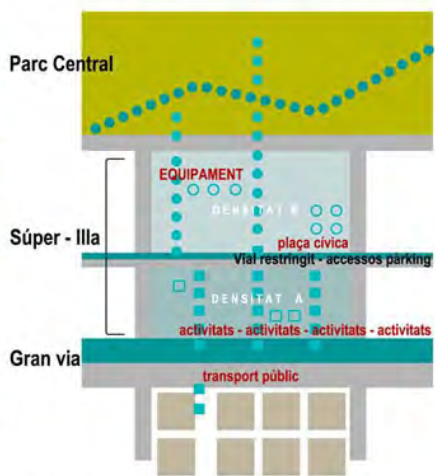 Parc Central
EQUIPAMENT
DENSITAT B
Súper - Illa
plaça cívica
Vial restringit - accessos pàrking
DENSITAT A
activitats - activitats - activitats - activitats
Gran via
transport públic